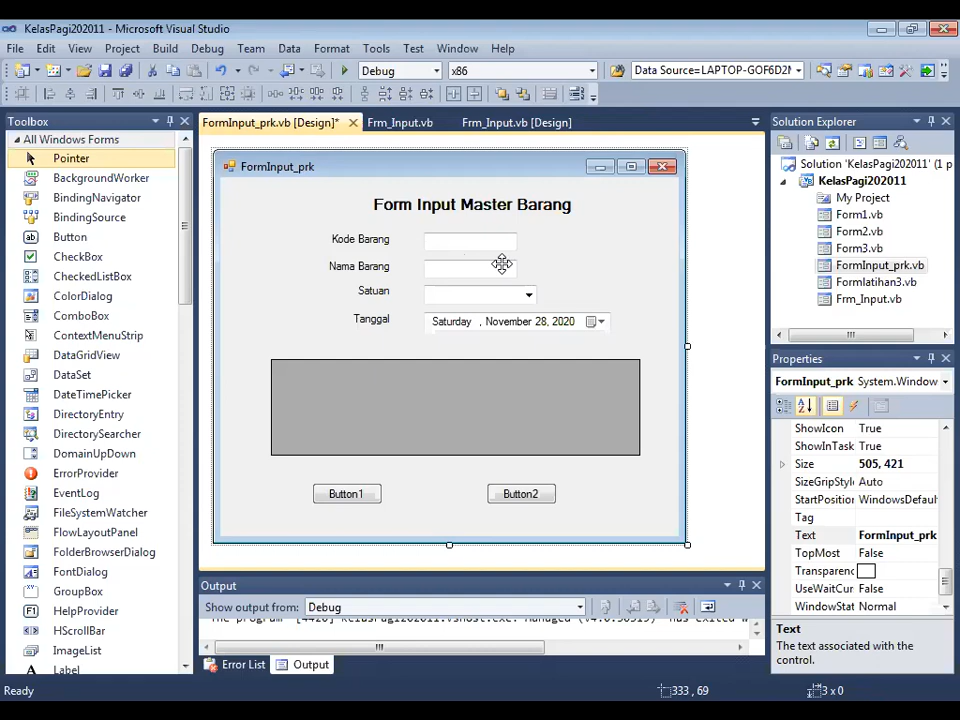 KelasPagi202011 - Microsoft Visual Studio
File Edit View Project Build Debug Team Data Format Tools Test Window Help
Debug x86 Data Source=LAPTOP-GOF6D2N
Toolbox
FormInput_prk.vb [Design]* Frm_Input.vb Frm_Input.vb [Design]
Solution Explorer
All Windows Forms
Pointer
BackgroundWorker
BindingNavigator
BindingSource
Button
CheckBox
CheckedListBox
ColorDialog
ComboBox
ContextMenuStrip
DataGridView
DataSet
DateTimePicker
DirectoryEntry
DirectorySearcher
DomainUpDown
ErrorProvider
EventLog
FileSystemWatcher
FlowLayoutPanel
FolderBrowserDialog
FontDialog
GroupBox
HelpProvider
HScrollBar
ImageList
Label
FormInput_prk
Form Input Master Barang
Kode Barang
Nama Barang
Satuan
Tanggal
Saturday , November 28, 2020
Button1 Button2
Output
Show output from: Debug
Error List Output
Solution 'KelasPagi202011' (1 p
KelasPagi202011
My Project
Form1.vb
Form2.vb
Form3.vb
FormInput_prk.vb
Formlatihan3.vb
Frm_Input.vb
Properties
FormInput_prk System.Window
ShowIcon True
ShowInTask True
Size 505, 421
SizeGripStyle Auto
StartPosition WindowsDefau
Tag
Text FormInput_prk
TopMost False
Transparenc
UseWaitCur False
WindowStat Normal
Text
The text associated with the
control.
Ready 333 , 69 3 x 0